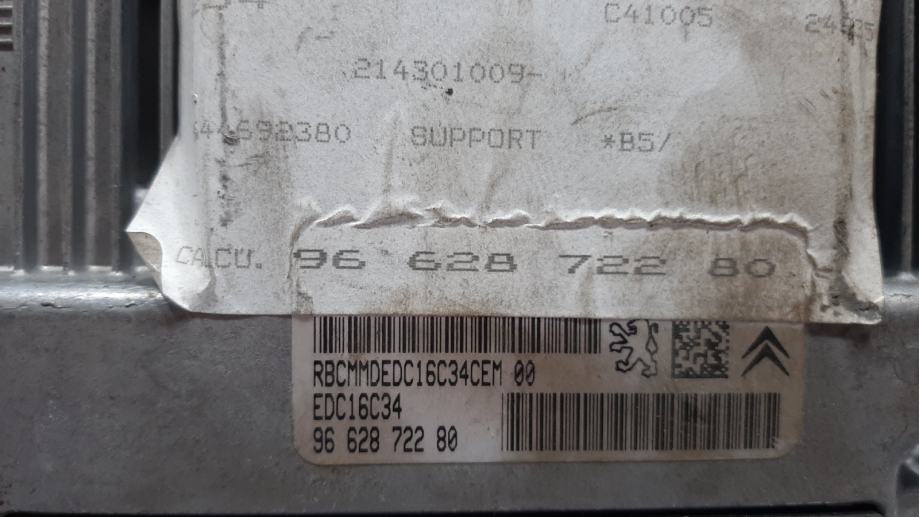 C41005
214301009-
SUPPORT *B5/
CALCU. 96 628 722 80
RBCMMDEDC16C34CEM 00
EDC16C34
96 628 722 80